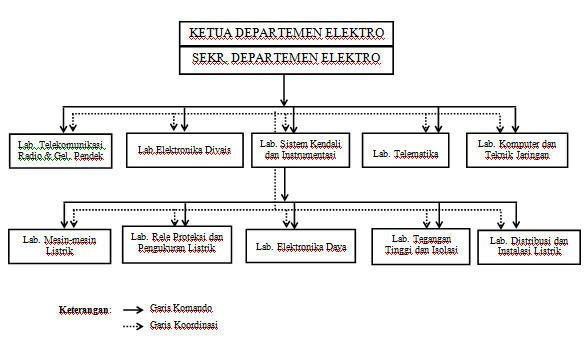 KETUA DEPARTEMEN ELEKTRO
SEKR. DEPARTEMEN ELEKTRO
Lab. Telekomunikasi
Radio & Gel. Pendek
Lab.Elektronika Divais
Lab. Sistem Kendali
dan Instrumentasi
Lab. Telematika
Lab. Komputer dan
Teknik Jaringan
Lab. Mesin-mesin
Listrik
Lab. Rele Proteksi dan
Pengukuran Listrik
Lab. Elektronika Daya
Lab. Tegangan
Tinggi dan Isolasi
Lab. Distribusi dan
Instalasi Listrik
Keterangan:
Garis Komando
Garis Koordinasi